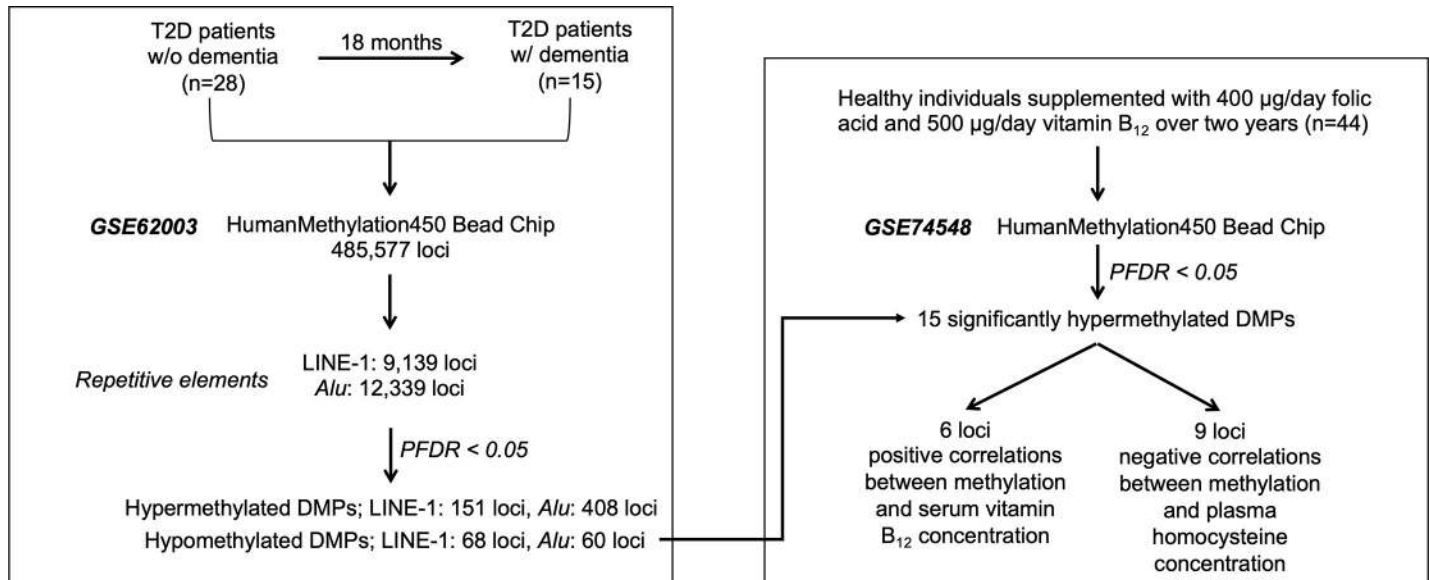 T2D patients
w/o dementia
(n=28)
18 months
T2D patients
w/ dementia
(n=15)
GSE62003 HumanMethylation450 Bead Chip
485,577 loci
Repetitive elements
LINE-1: 9,139 loci
Alu: 12,339 loci
PFDR < 0.05
Hypermethylated DMPs; LINE-1: 151 loci, Alu: 408 loci
Hypomethylated DMPs; LINE-1: 68 loci, Alu: 60 loci
Healthy individuals supplemented with 400 µg/day folic
acid and 500 µg/day vitamin B₁₂ over two years (n=44)
GSE74548 HumanMethylation450 Bead Chip
PFDR < 0.05
15 significantly hypermethylated DMPs
6 loci
positive correlations
between methylation
and serum vitamin
B₁₂ concentration
9 loci
negative correlations
between methylation
and plasma
homocysteine
concentration